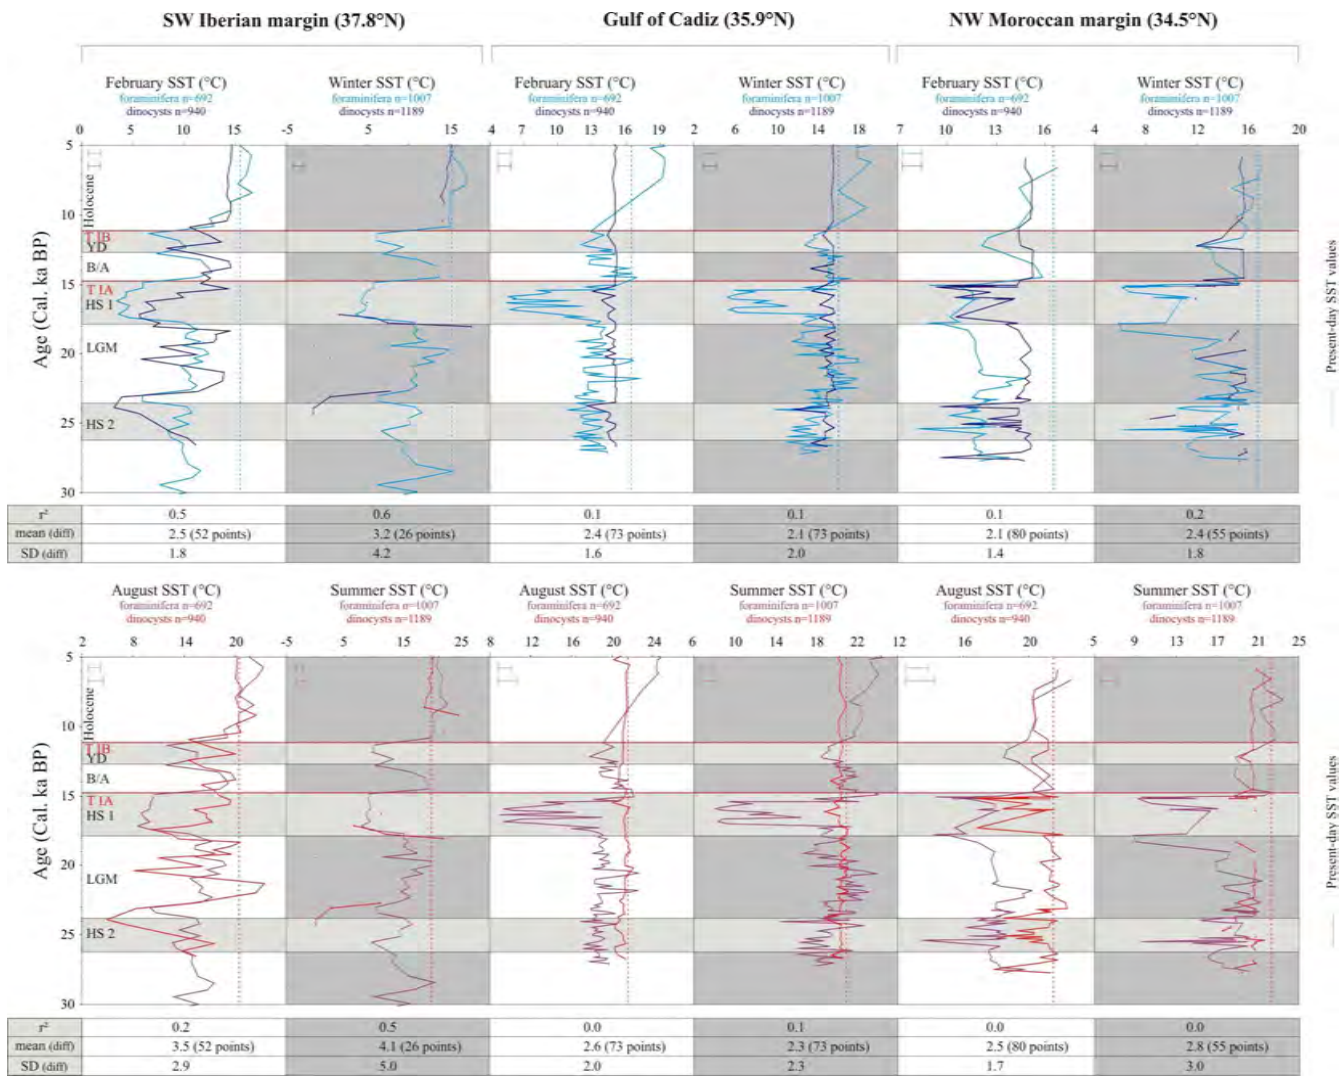 SW Iberian margin (37.8°N) Gulf of Cadiz (35.9°N) NW Moroccan margin (34.5°N)
February SST (°C) Winter SST (°C) February SST (°C) Winter SST (°C) February SST (°C) Winter SST (°C)
foraminifera n=692 foraminifera n=1007 foraminifera n=692 foraminifera n=1007 foraminifera n=692 foraminifera n=1007
dinocysts n=940 dinocysts n=1189 dinocysts n=940 dinocysts n=1189 dinocysts n=940 dinocysts n=1189
0 5 10 15 -5 5 15 4 7 10 13 16 19 2 6 10 14 18 7 10 13 16 4 8 12 16 20
5
Holocene
10
T IB
YD
B/A
15
T IA
HS 1
LGM
20
25
HS 2
30
Age (Cal. ka BP)
Present-day SST values
r² 0.5 0.6 0.1 0.1 0.1 0.2
mean (diff) 2.5 (52 points) 3.2 (26 points) 2.4 (73 points) 2.1 (73 points) 2.1 (80 points) 2.4 (55 points)
SD (diff) 1.8 4.2 1.6 2.0 1.4 1.8
August SST (°C) Summer SST (°C) August SST (°C) Summer SST (°C) August SST (°C) Summer SST (°C)
foraminifera n=692 foraminifera n=1007 foraminifera n=692 foraminifera n=1007 foraminifera n=692 foraminifera n=1007
dinocysts n=940 dinocysts n=1189 dinocysts n=940 dinocysts n=1189 dinocysts n=940 dinocysts n=1189
2 8 14 20 -5 5 15 25 8 12 16 20 24 6 10 14 18 22 12 16 20 5 9 13 17 21 25
5
Holocene
10
T IB
YD
B/A
15
T IA
HS 1
20
LGM
25
HS 2
30
Age (Cal. ka BP)
Present-day SST values
r² 0.2 0.5 0.0 0.1 0.0 0.0
mean (diff) 3.5 (52 points) 4.1 (26 points) 2.6 (73 points) 2.3 (73 points) 2.5 (80 points) 2.8 (55 points)
SD (diff) 2.9 5.0 2.0 2.3 1.7 3.0